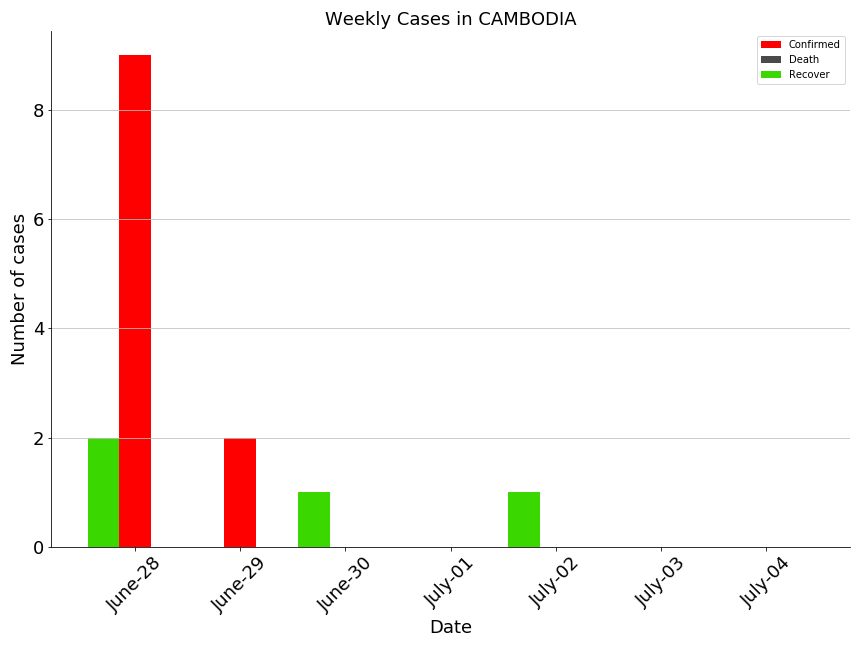 Weekly Cases in CAMBODIA
Confirmed
Death
Recover
Number of cases
8
6
4
2
0
June-28
June-29
June-30
July-01
July-02
July-03
July-04
Date